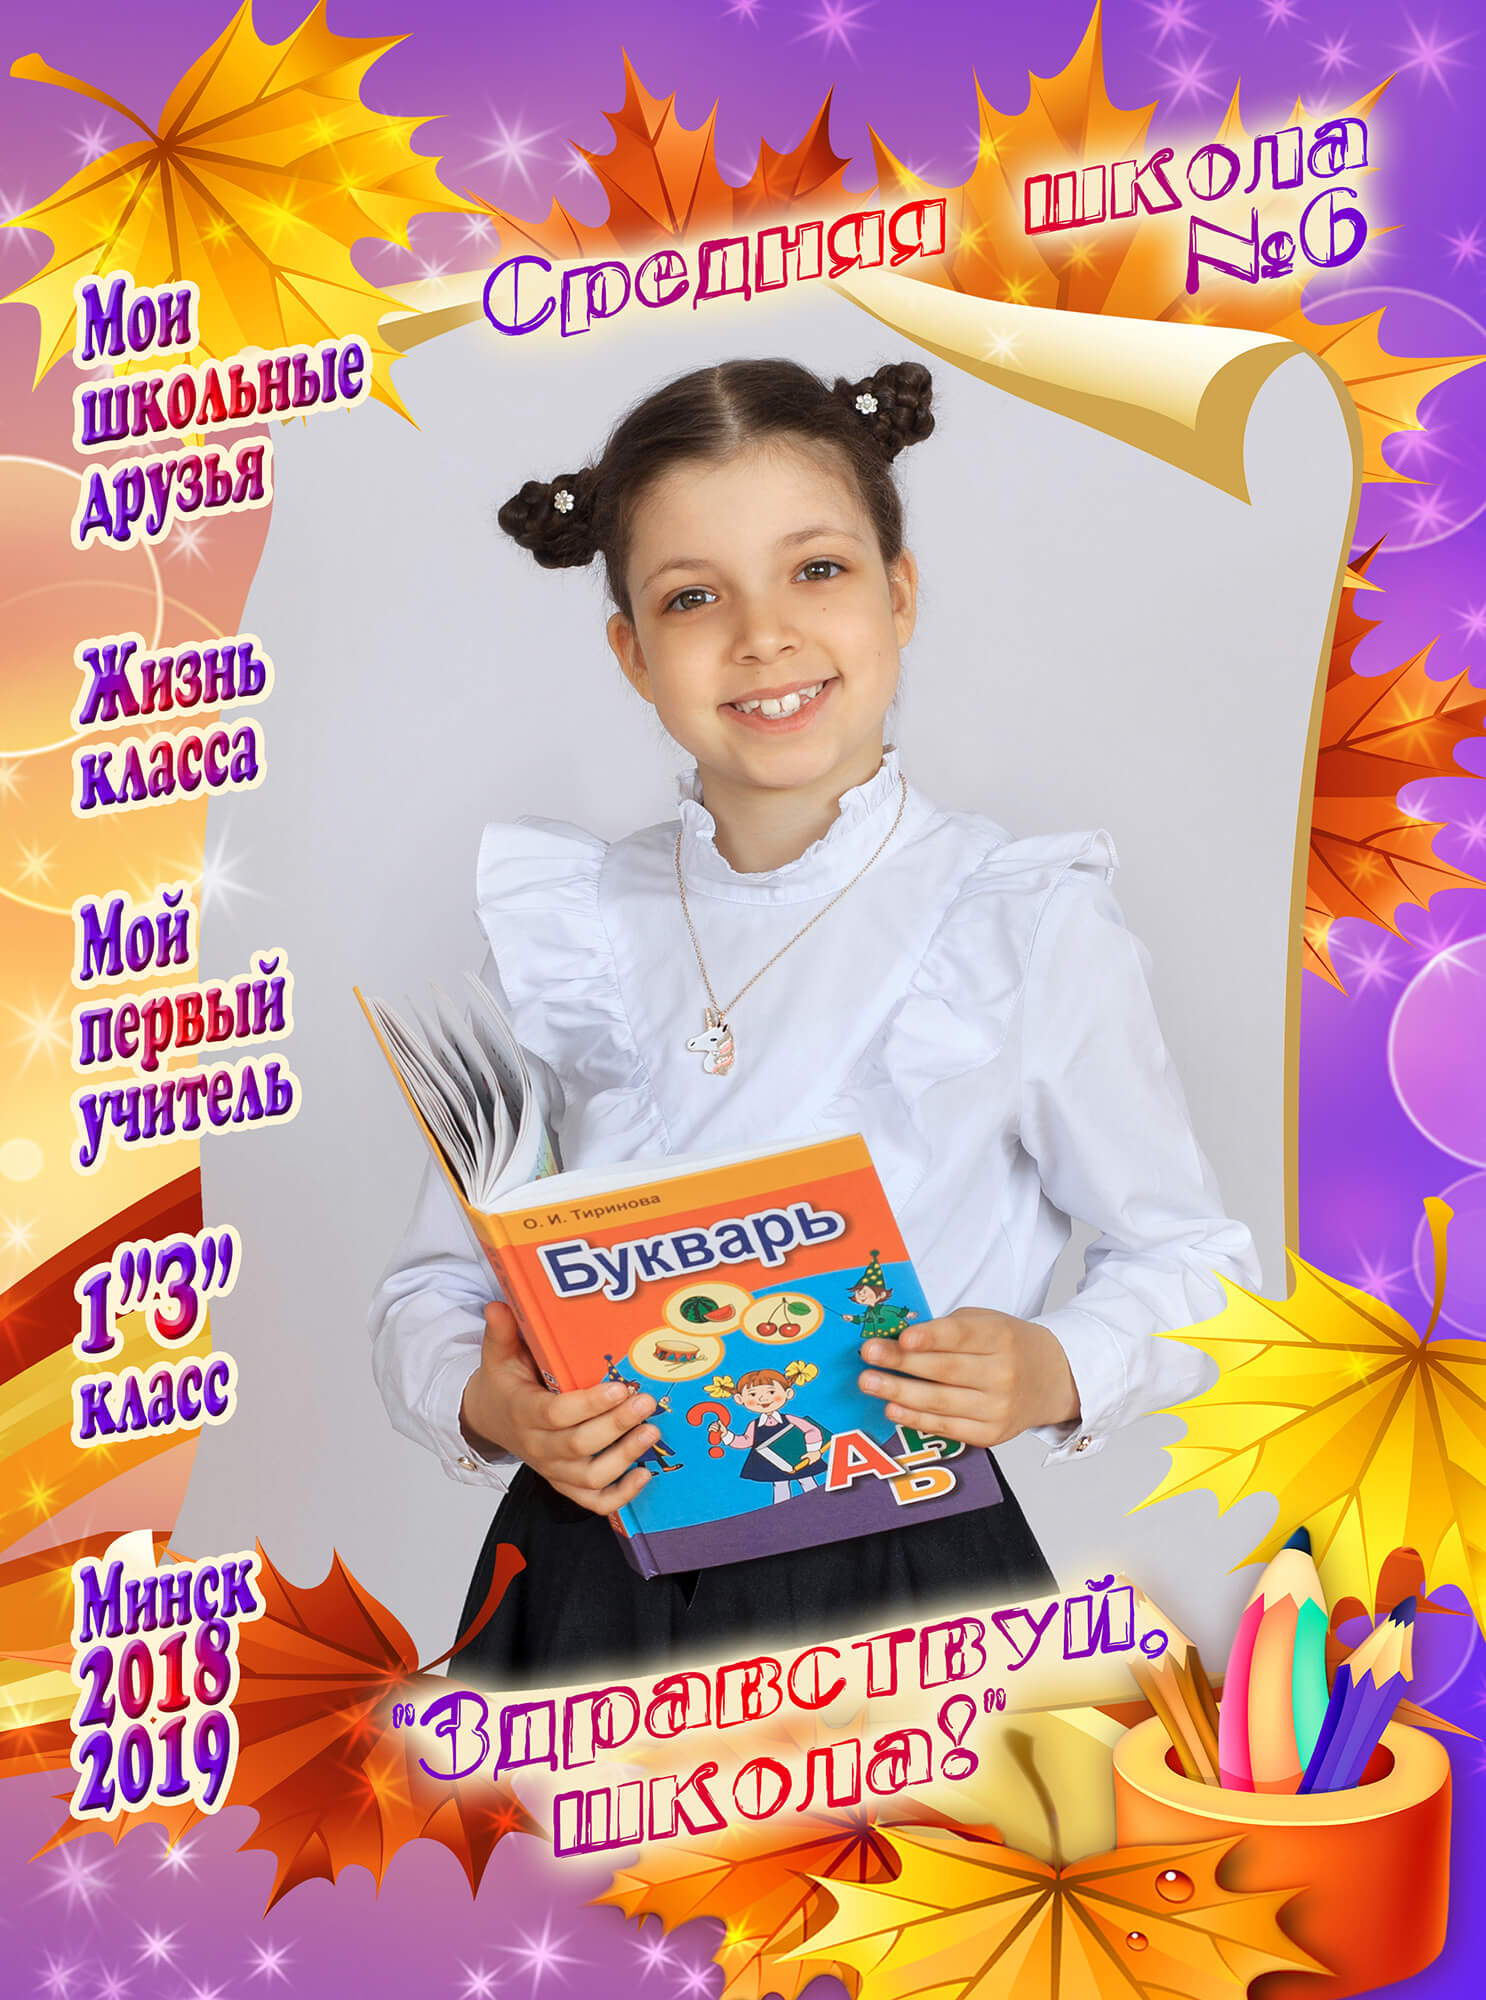 Средняя школа
№6
Мои
школьные
друзья
Жизнь
класса
Мой
первый
учитель
1"З"
класс
Минск
2018
2019
О. И. Тиринова
Букварь
А Б В
"Здравствуй,
школа!"